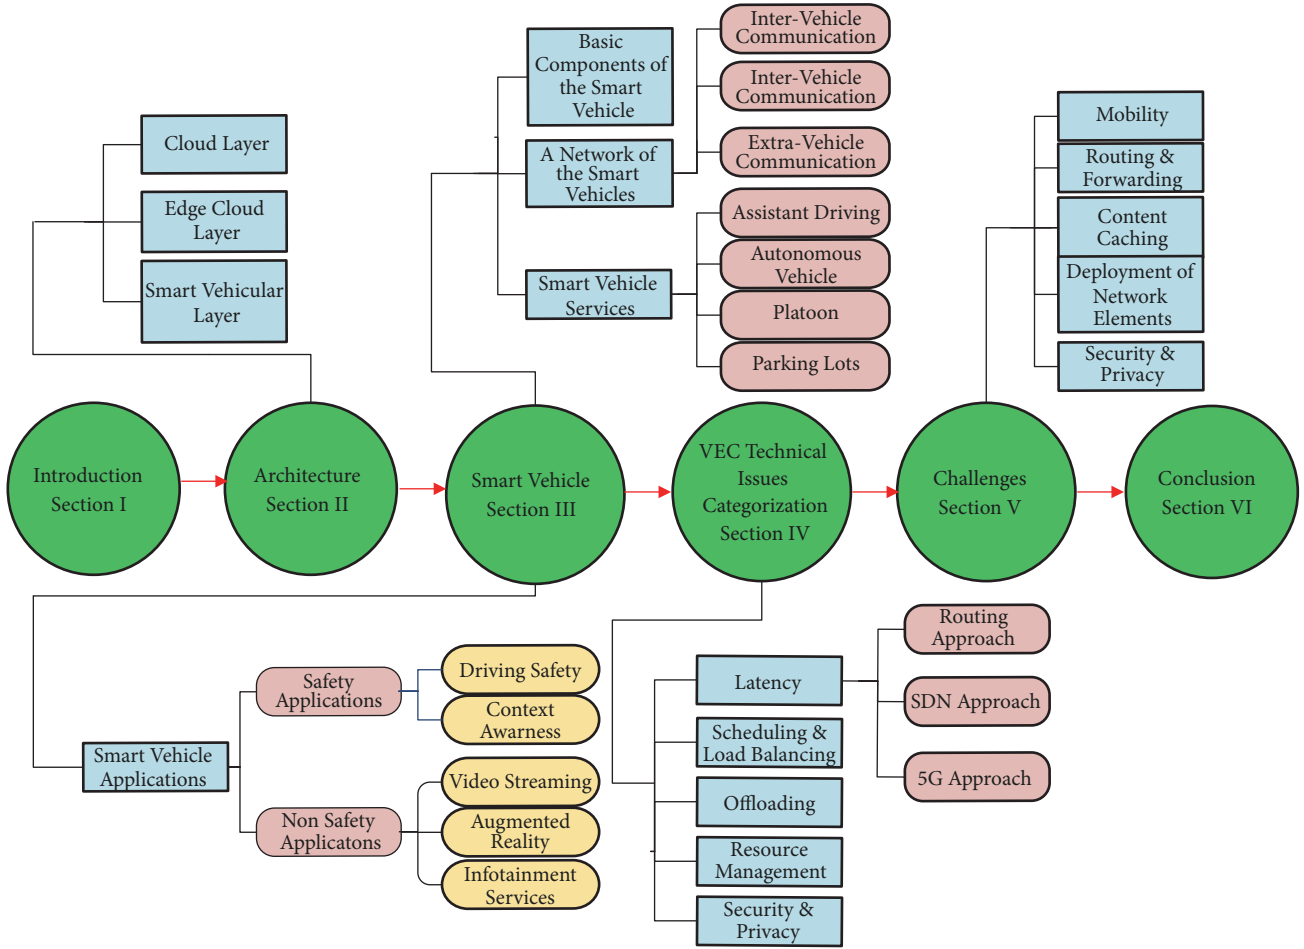 Cloud Layer
Edge Cloud
Layer
Smart Vehicular
Layer
Basic
Components of
the Smart
Vehicle
A Network of
the Smart
Vehicles
Smart Vehicle
Services
Inter-Vehicle
Communication
Inter-Vehicle
Communication
Extra-Vehicle
Communication
Assistant Driving
Autonomous
Vehicle
Platoon
Parking Lots
Mobility
Routing &
Forwarding
Content
Caching
Deployment of
Network
Elements
Security &
Privacy
Introduction
Section I
Architecture
Section II
Smart Vehicle
Section III
VEC Technical
Issues
Categorization
Section IV
Challenges
Section V
Conclusion
Section VI
Smart Vehicle
Applications
Safety
Applications
Non Safety
Applicatons
Driving Safety
Context
Awarness
Video Streaming
Augmented
Reality
Infotainment
Services
Latency
Scheduling &
Load Balancing
Offloading
Resource
Management
Security &
Privacy
Routing
Approach
SDN Approach
5G Approach